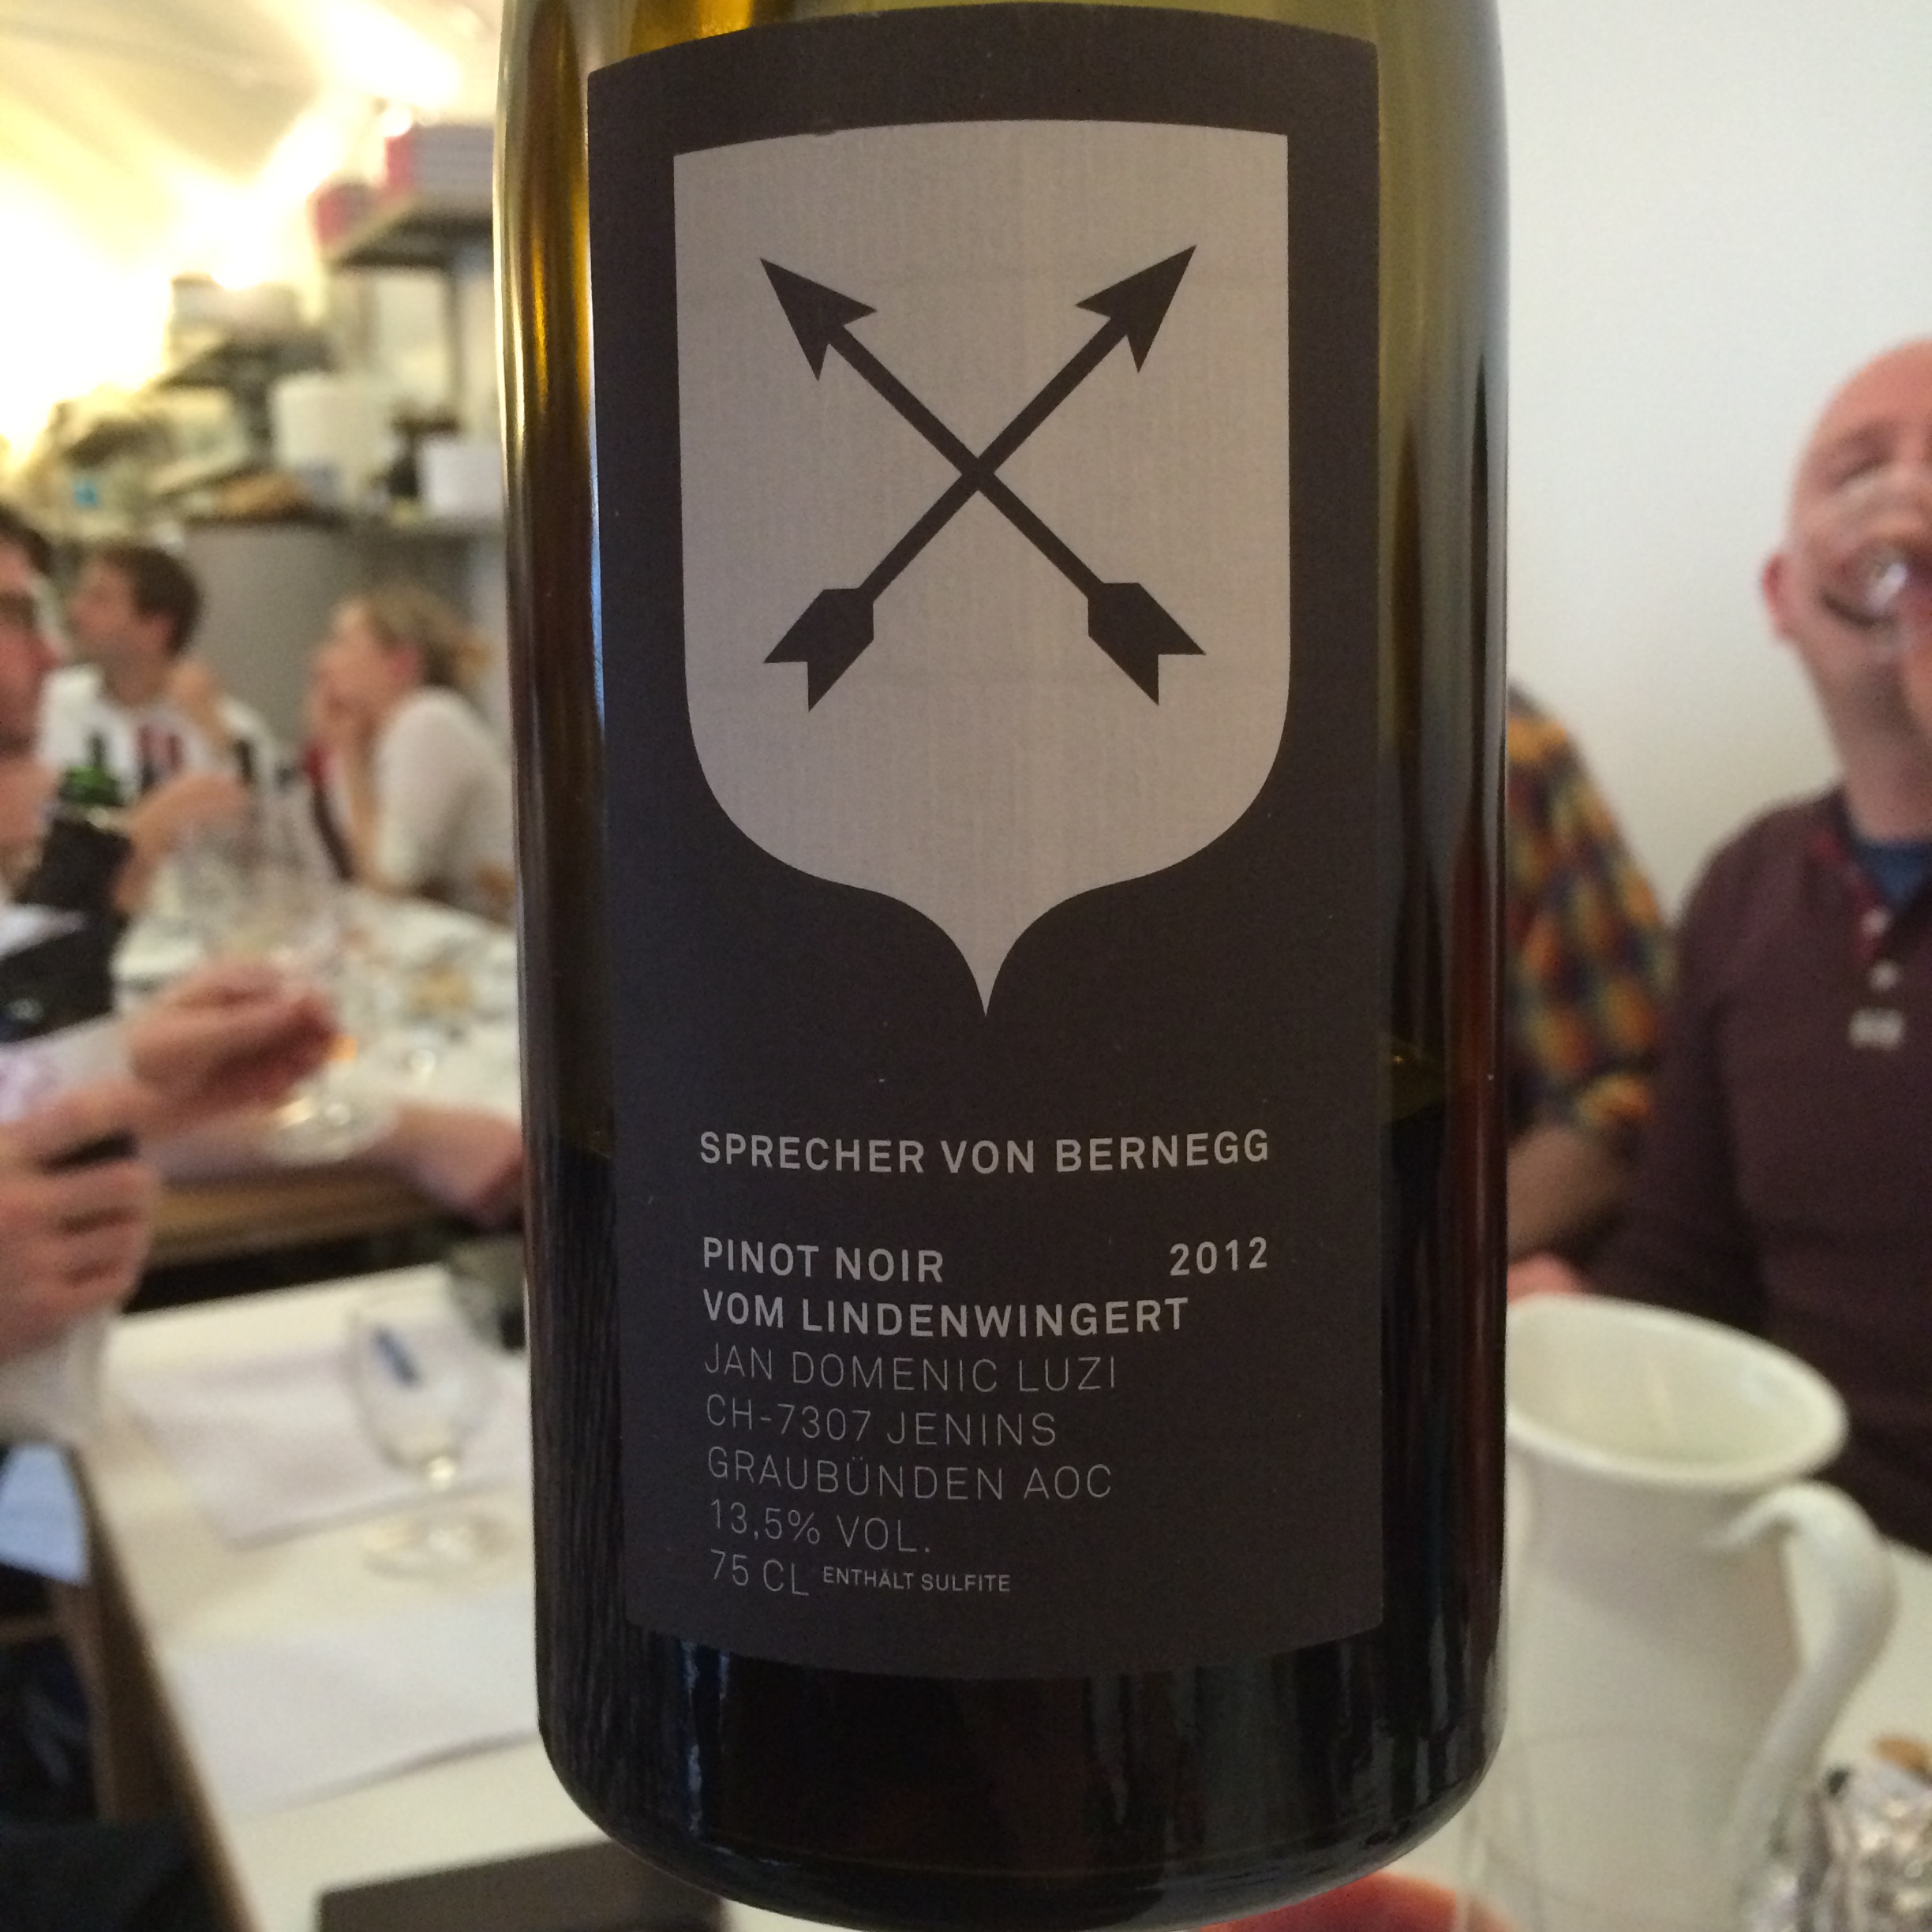 SPRECHER VON BERNEGG
PINOT NOIR 2012
VOM LINDENWINGERT
JAN DOMENIC LUZI
CH-7307 JENINS
GRAUBÜNDEN AOC
13,5% VOL.
75 CL ENTHÄLT SULFITE